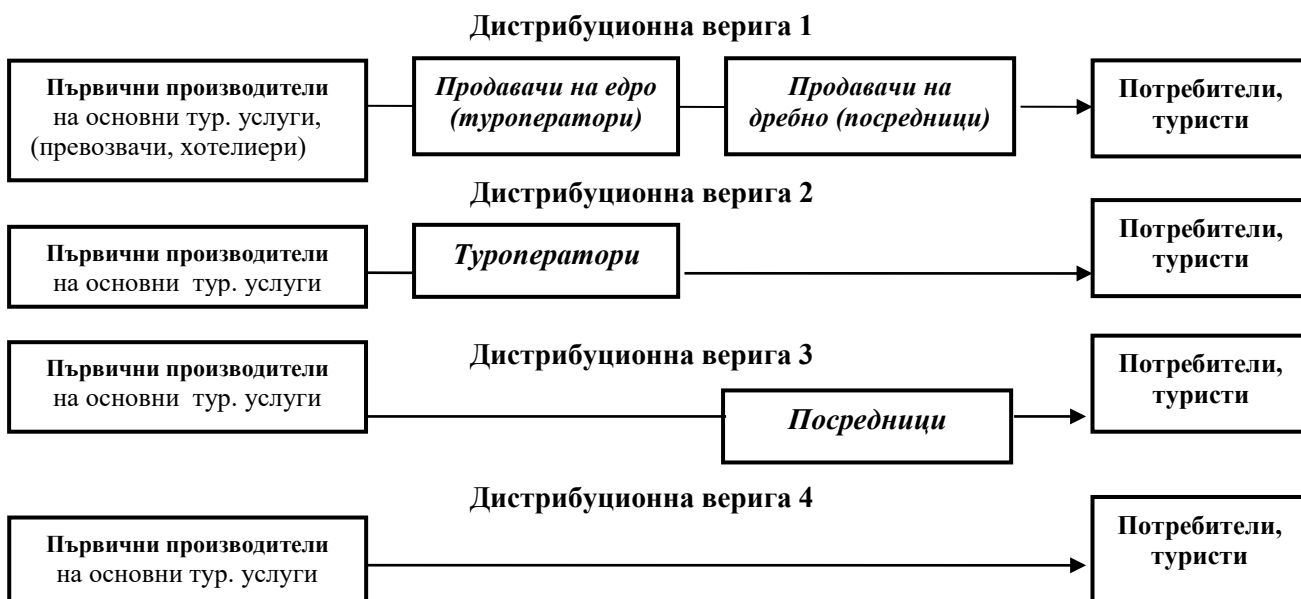 Дистрибуционна верига 1
Първични производители
на основни тур. услуги,
(превозвачи, хотелиери)
Продавачи на едро
(туроператори)
Продавачи на
дребно (посредници)
Потребители,
туристи
Дистрибуционна верига 2
Първични производители
на основни тур. услуги
Туроператори
Потребители,
туристи
Дистрибуционна верига 3
Първични производители
на основни тур. услуги
Посредници
Потребители,
туристи
Дистрибуционна верига 4
Първични производители
на основни тур. услуги
Потребители,
туристи